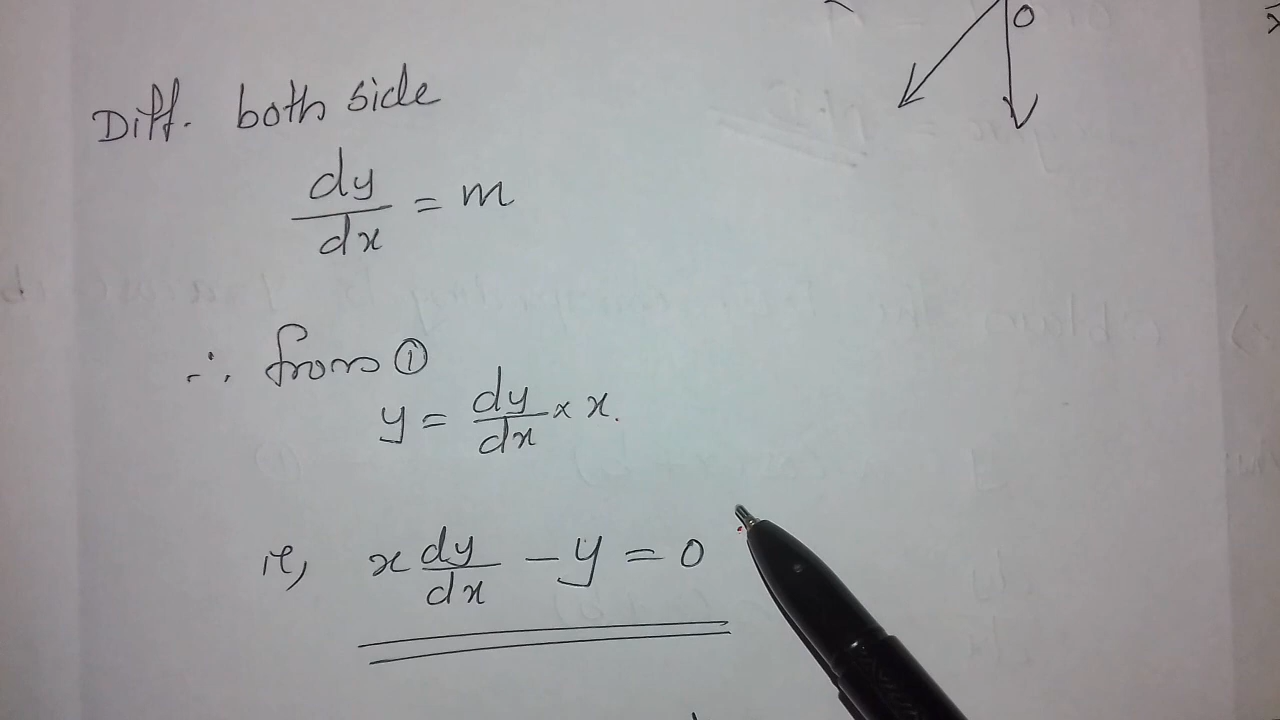 O
Diff. both side
dy/dx = m
∴ from ①
y = dy/dx × x.
ie, x dy/dx - y = 0